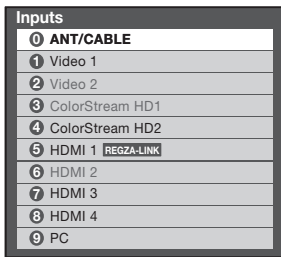 Inputs
0 ANT/CABLE
1 Video 1
2 Video 2
3 ColorStream HD1
4 ColorStream HD2
5 HDMI 1 REGZA-LINK
6 HDMI 2
7 HDMI 3
8 HDMI 4
9 PC